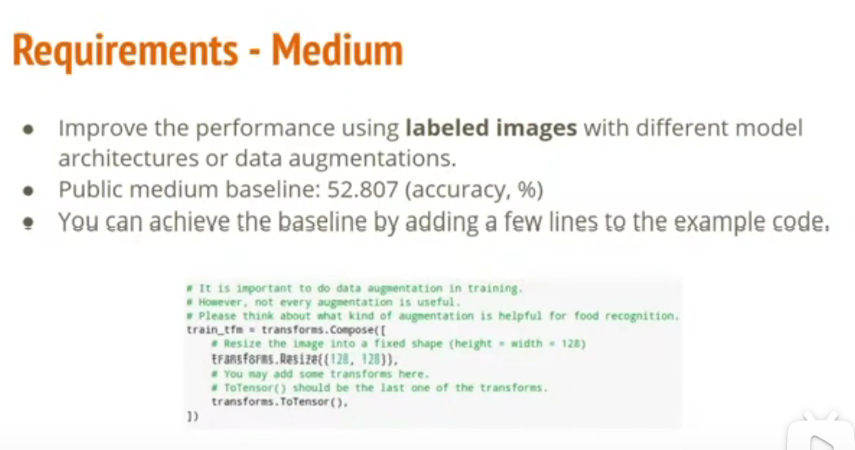 Requirements - Medium
● Improve the performance using labeled images with different model
architectures or data augmentations.
● Public medium baseline: 52.807 (accuracy, %)
● You can achieve the baseline by adding a few lines to the example code.
# It is important to do data augmentation in training.
# However, not every augmentation is useful.
# Please think about what kind of augmentation is helpful for food recognition.
train_tfm = transforms.Compose([
# Resize the image into a fixed shape (height = width = 128)
transforms.Resize((128, 128)),
# You may add some transforms here.
# ToTensor() should be the last one of the transforms.
transforms.ToTensor(),
])